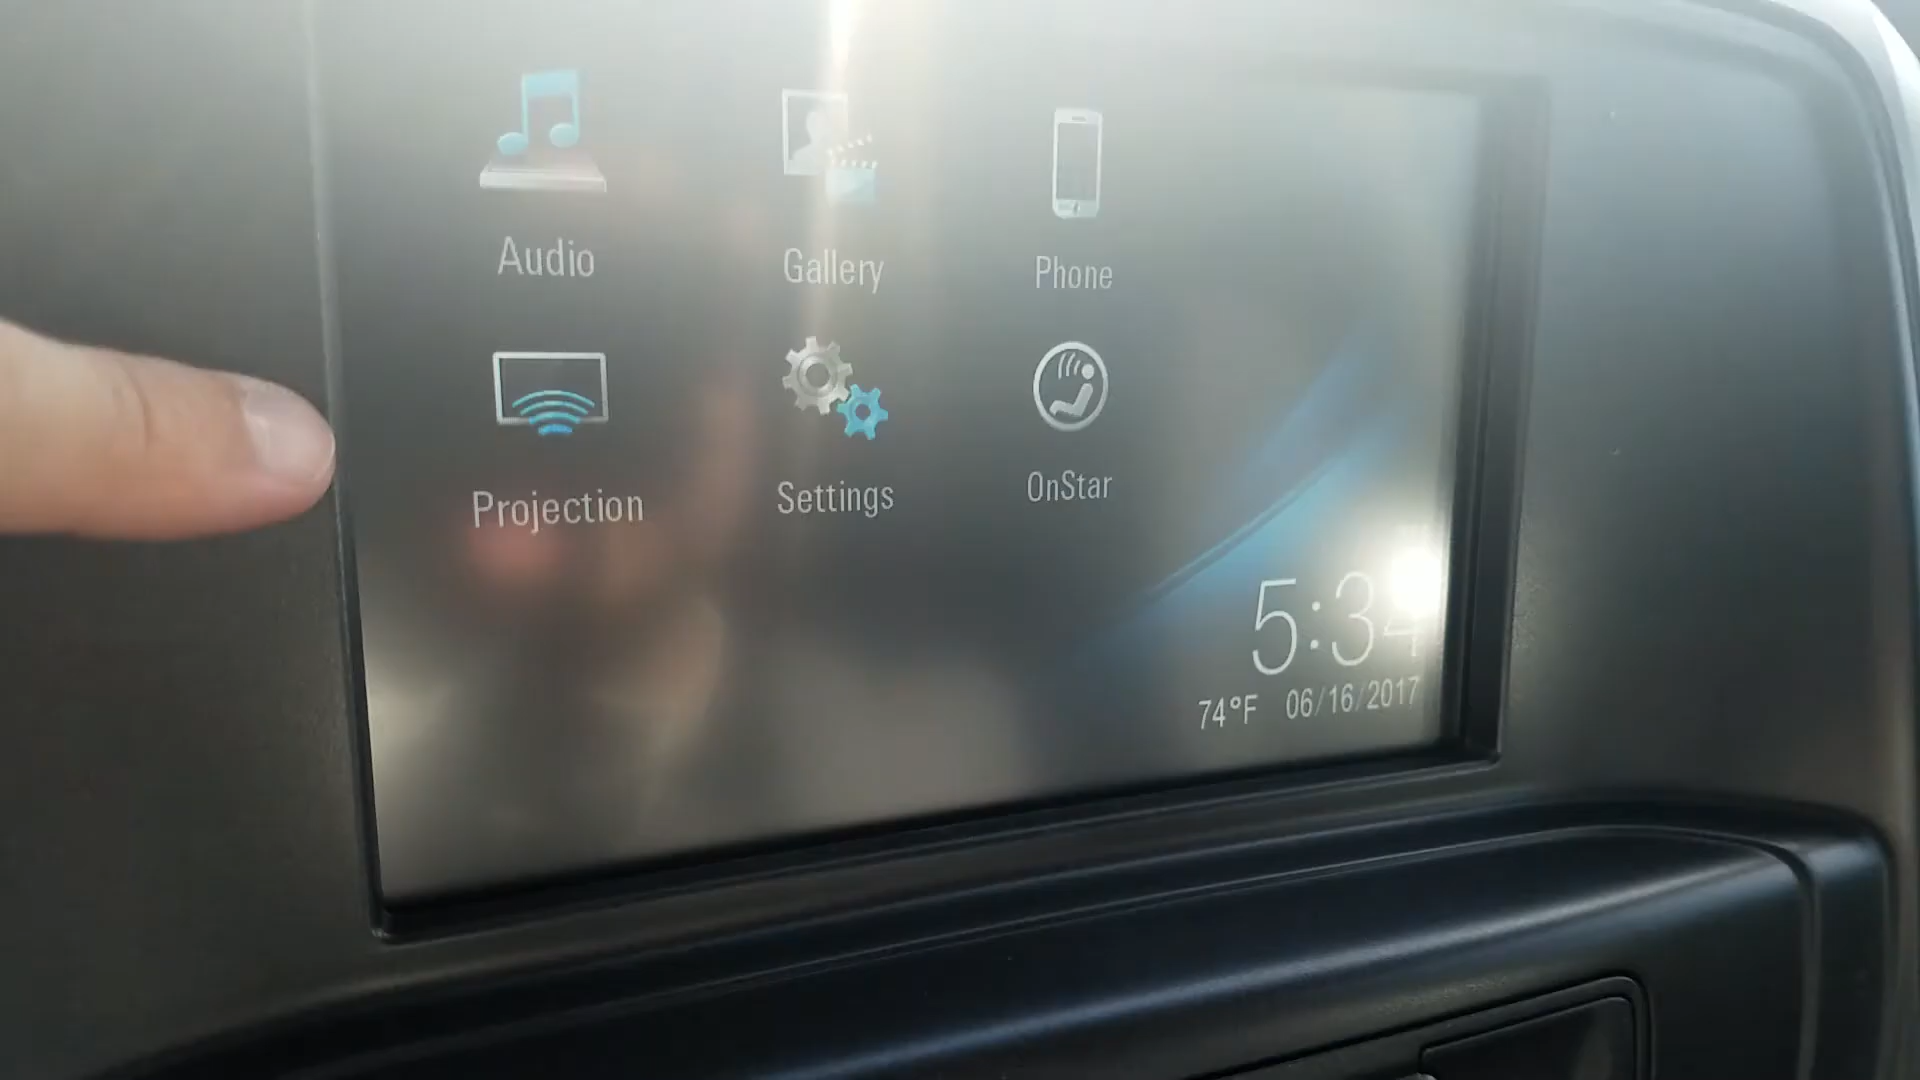 Audio
Gallery
Phone
Projection
Settings
OnStar
5:34
74°F 06/16/2017